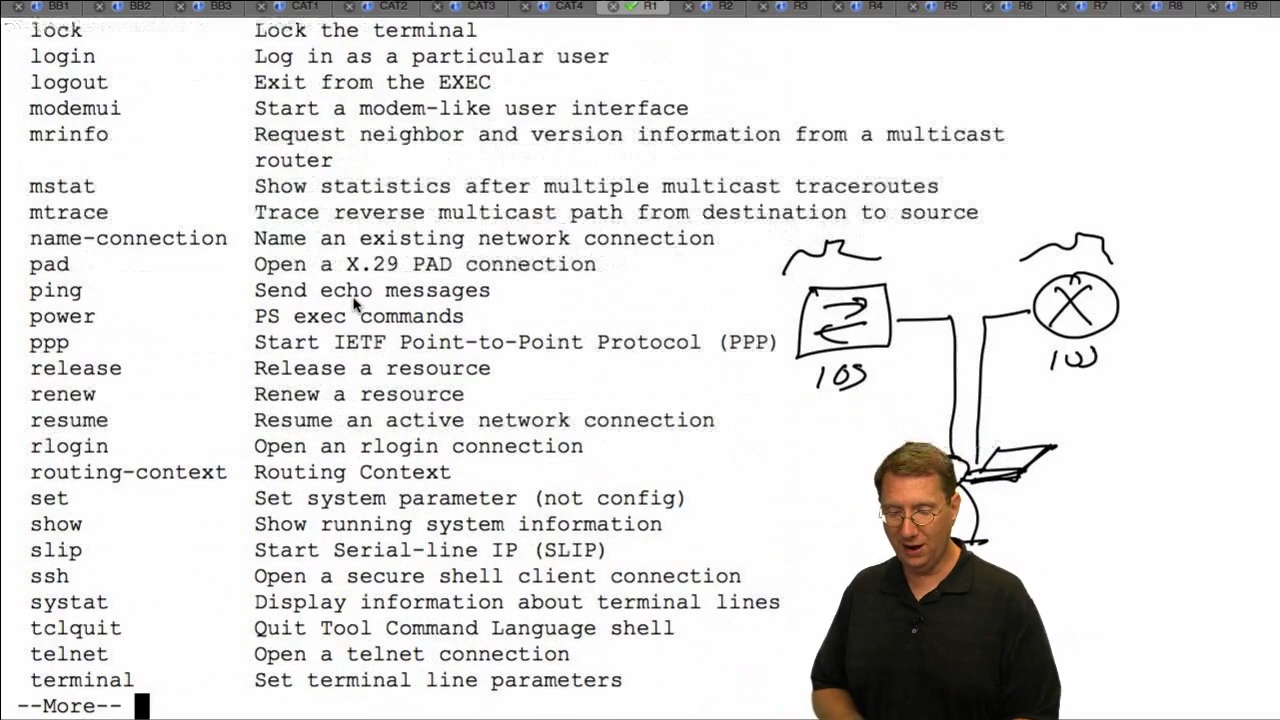 BB1 BB2 BB3 CAT1 CAT2 CAT3 CAT4 R1 R2 R3 R4 R5 R6 R7 R8 R9
lock Lock the terminal
login Log in as a particular user
logout Exit from the EXEC
modemui Start a modem-like user interface
mrinfo Request neighbor and version information from a multicast
router
mstat Show statistics after multiple multicast traceroutes
mtrace Trace reverse multicast path from destination to source
name-connection Name an existing network connection
pad Open a X.29 PAD connection
ping Send echo messages
power PS exec commands
ppp Start IETF Point-to-Point Protocol (PPP)
release Release a resource
renew Renew a resource
resume Resume an active network connection
rlogin Open an rlogin connection
routing-context Routing Context
set Set system parameter (not config)
show Show running system information
slip Start Serial-line IP (SLIP)
ssh Open a secure shell client connection
systat Display information about terminal lines
tclquit Quit Tool Command Language shell
telnet Open a telnet connection
terminal Set terminal line parameters
--More--
IOS